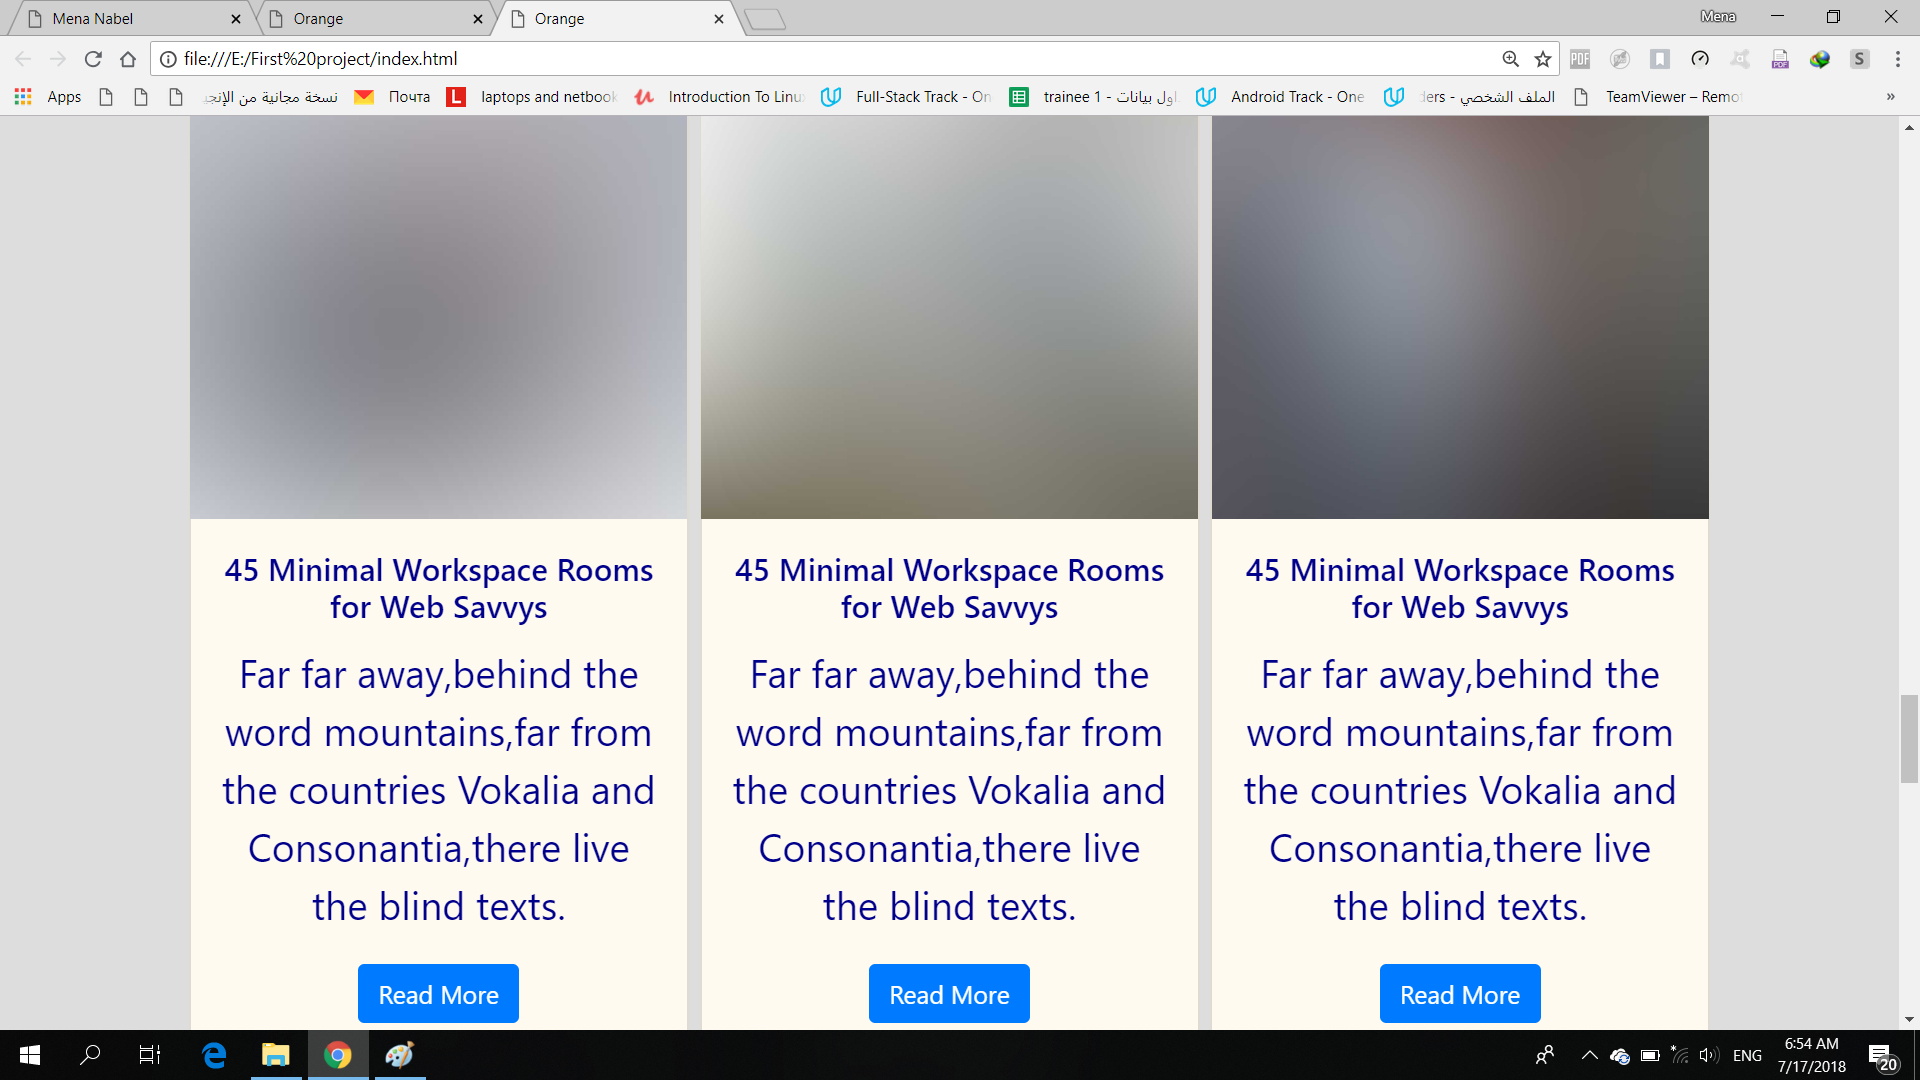 Mena Nabel
Orange
Orange
Mena
file:///E:/First%20project/index.html
Apps
نسخة مجانية من الإنجي
Почта
laptops and netbook
Introduction To Linu
Full-Stack Track - On
trainee 1 - اول بيانات
Android Track - One
الملف الشخصي - ders
TeamViewer – Remot
45 Minimal Workspace Rooms
for Web Savvys
Far far away,behind the
word mountains,far from
the countries Vokalia and
Consonantia,there live
the blind texts.
Read More
45 Minimal Workspace Rooms
for Web Savvys
Far far away,behind the
word mountains,far from
the countries Vokalia and
Consonantia,there live
the blind texts.
Read More
45 Minimal Workspace Rooms
for Web Savvys
Far far away,behind the
word mountains,far from
the countries Vokalia and
Consonantia,there live
the blind texts.
Read More
ENG
6:54 AM
7/17/2018
20